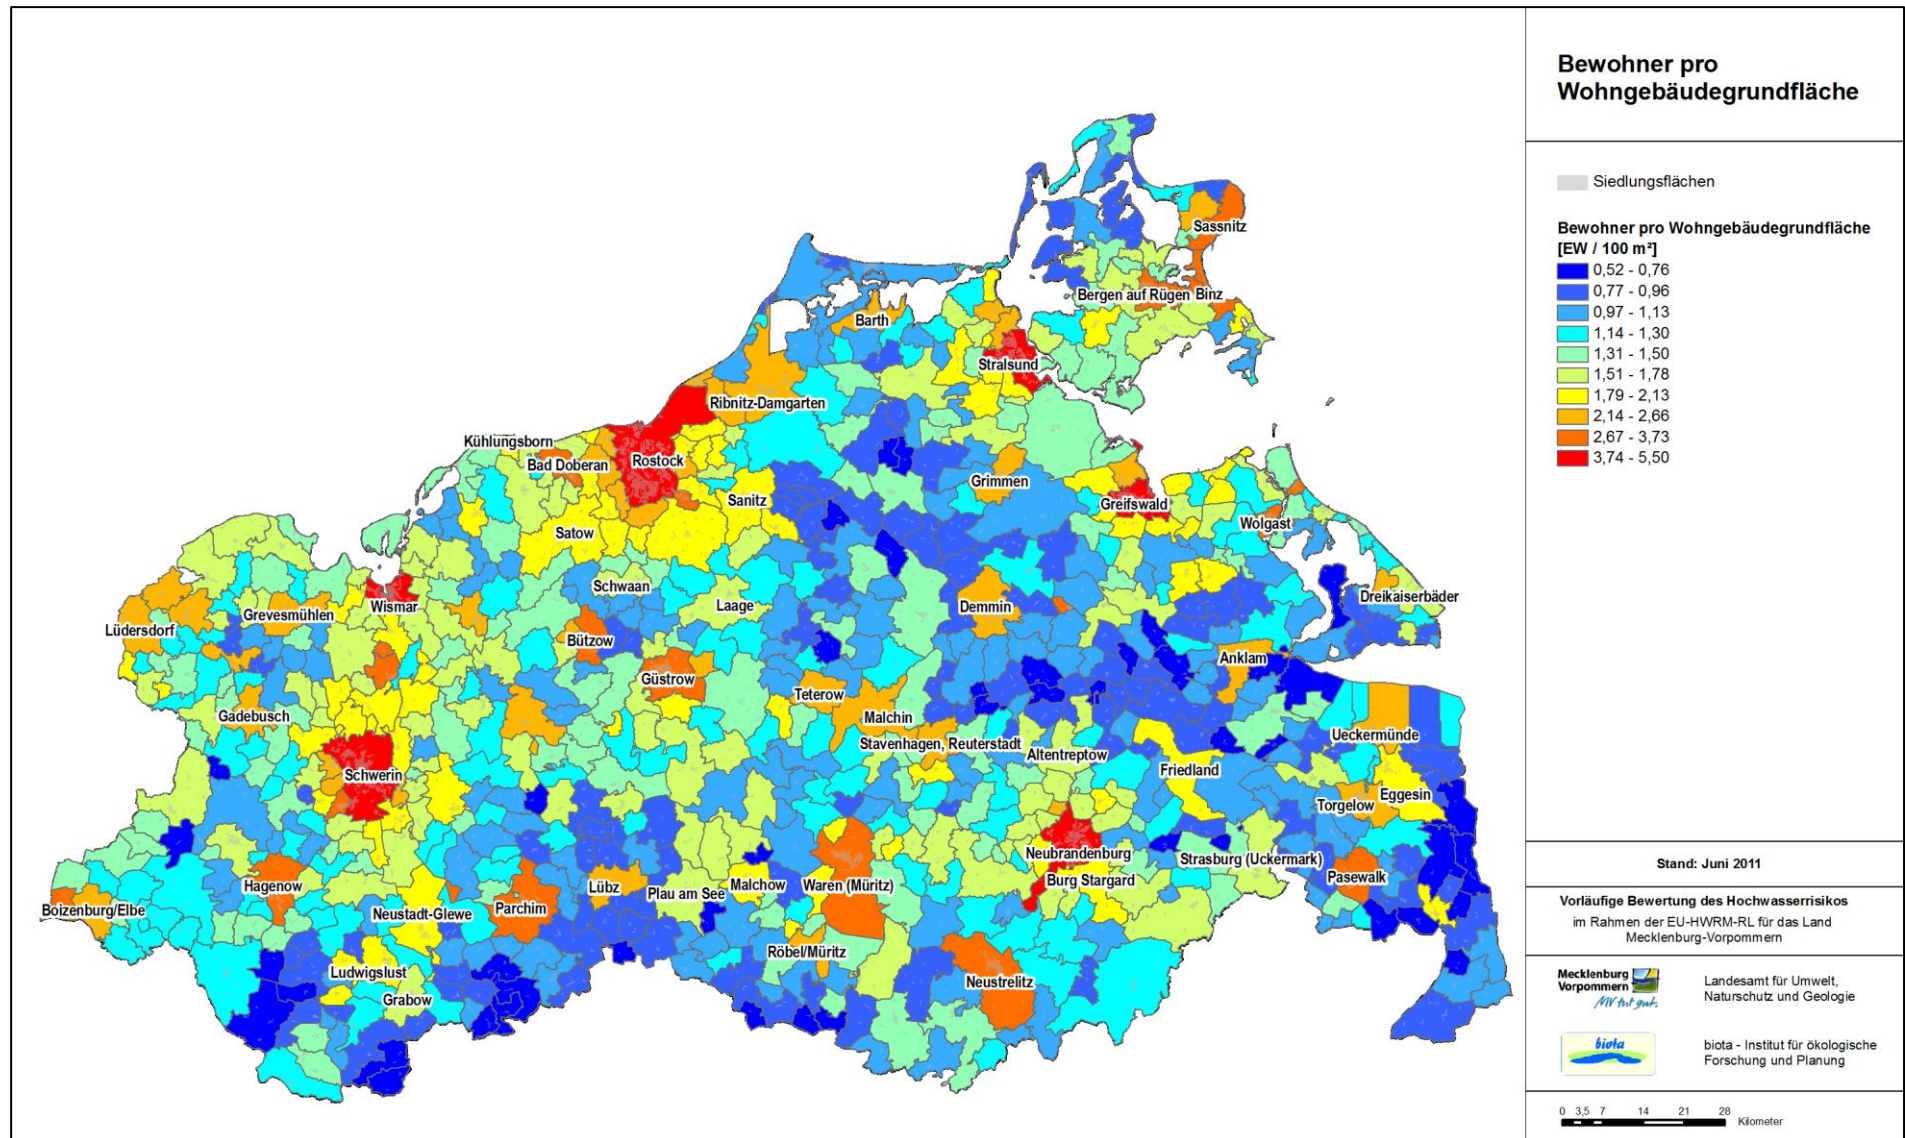 Bewohner pro
Wohngebäudegrundfläche
Siedlungsflächen
Bewohner pro Wohngebäudegrundfläche
[EW / 100 m²]
0,52 - 0,76
0,77 - 0,96
0,97 - 1,13
1,14 - 1,30
1,31 - 1,50
1,51 - 1,78
1,79 - 2,13
2,14 - 2,66
2,67 - 3,73
3,74 - 5,50
Sassnitz
Bergen auf Rügen
Binz
Barth
Stralsund
Ribnitz-Damgarten
Kühlungsborn
Bad Doberan
Rostock
Grimmen
Sanitz
Greifswald
Wolgast
Satow
Schwaan
Dreikaiserbäder
Laage
Demmin
Wismar
Grevesmühlen
Lüdersdorf
Bützow
Anklam
Güstrow
Teterow
Gadebusch
Malchin
Ueckermünde
Stavenhagen, Reuterstadt
Altentreptow
Friedland
Schwerin
Eggesin
Torgelow
Neubrandenburg
Strasburg (Uckermark)
Pasewalk
Burg Stargard
Hagenow
Lübz
Malchow
Waren (Müritz)
Plau am See
Boizenburg/Elbe
Neustadt-Glewe
Parchim
Röbel/Müritz
Ludwigslust
Neustrelitz
Grabow
Stand: Juni 2011
Vorläufige Bewertung des Hochwasserrisikos
im Rahmen der EU-HWRM-RL für das Land
Mecklenburg-Vorpommern
Mecklenburg
Vorpommern
MV tut gut.
Landesamt für Umwelt,
Naturschutz und Geologie
biota
biota - Institut für ökologische
Forschung und Planung
0 3,5 7 14 21 28
Kilometer